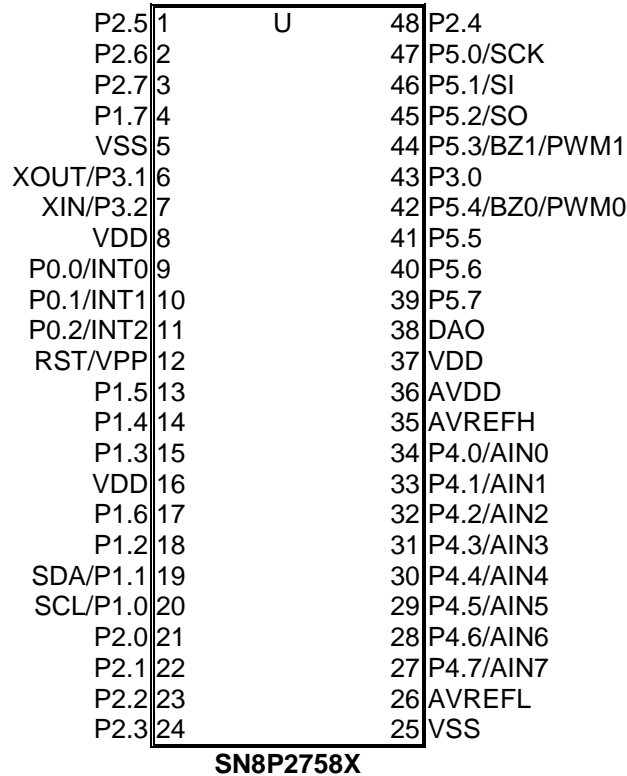 P2.5 1 U 48 P2.4
P2.6 2 47 P5.0/SCK
P2.7 3 46 P5.1/SI
P1.7 4 45 P5.2/SO
VSS 5 44 P5.3/BZ1/PWM1
XOUT/P3.1 6 43 P3.0
XIN/P3.2 7 42 P5.4/BZ0/PWM0
VDD 8 41 P5.5
P0.0/INT0 9 40 P5.6
P0.1/INT1 10 39 P5.7
P0.2/INT2 11 38 DAO
RST/VPP 12 37 VDD
P1.5 13 36 AVDD
P1.4 14 35 AVREFH
P1.3 15 34 P4.0/AIN0
VDD 16 33 P4.1/AIN1
P1.6 17 32 P4.2/AIN2
P1.2 18 31 P4.3/AIN3
SDA/P1.1 19 30 P4.4/AIN4
SCL/P1.0 20 29 P4.5/AIN5
P2.0 21 28 P4.6/AIN6
P2.1 22 27 P4.7/AIN7
P2.2 23 26 AVREFL
P2.3 24 25 VSS
SN8P2758X